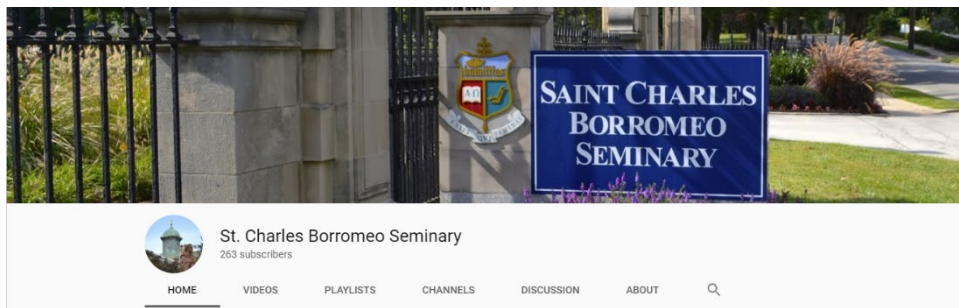 SAINT CHARLES
BORROMEO
SEMINARY
St. Charles Borromeo Seminary
263 subscribers
HOME VIDEOS PLAYLISTS CHANNELS DISCUSSION ABOUT